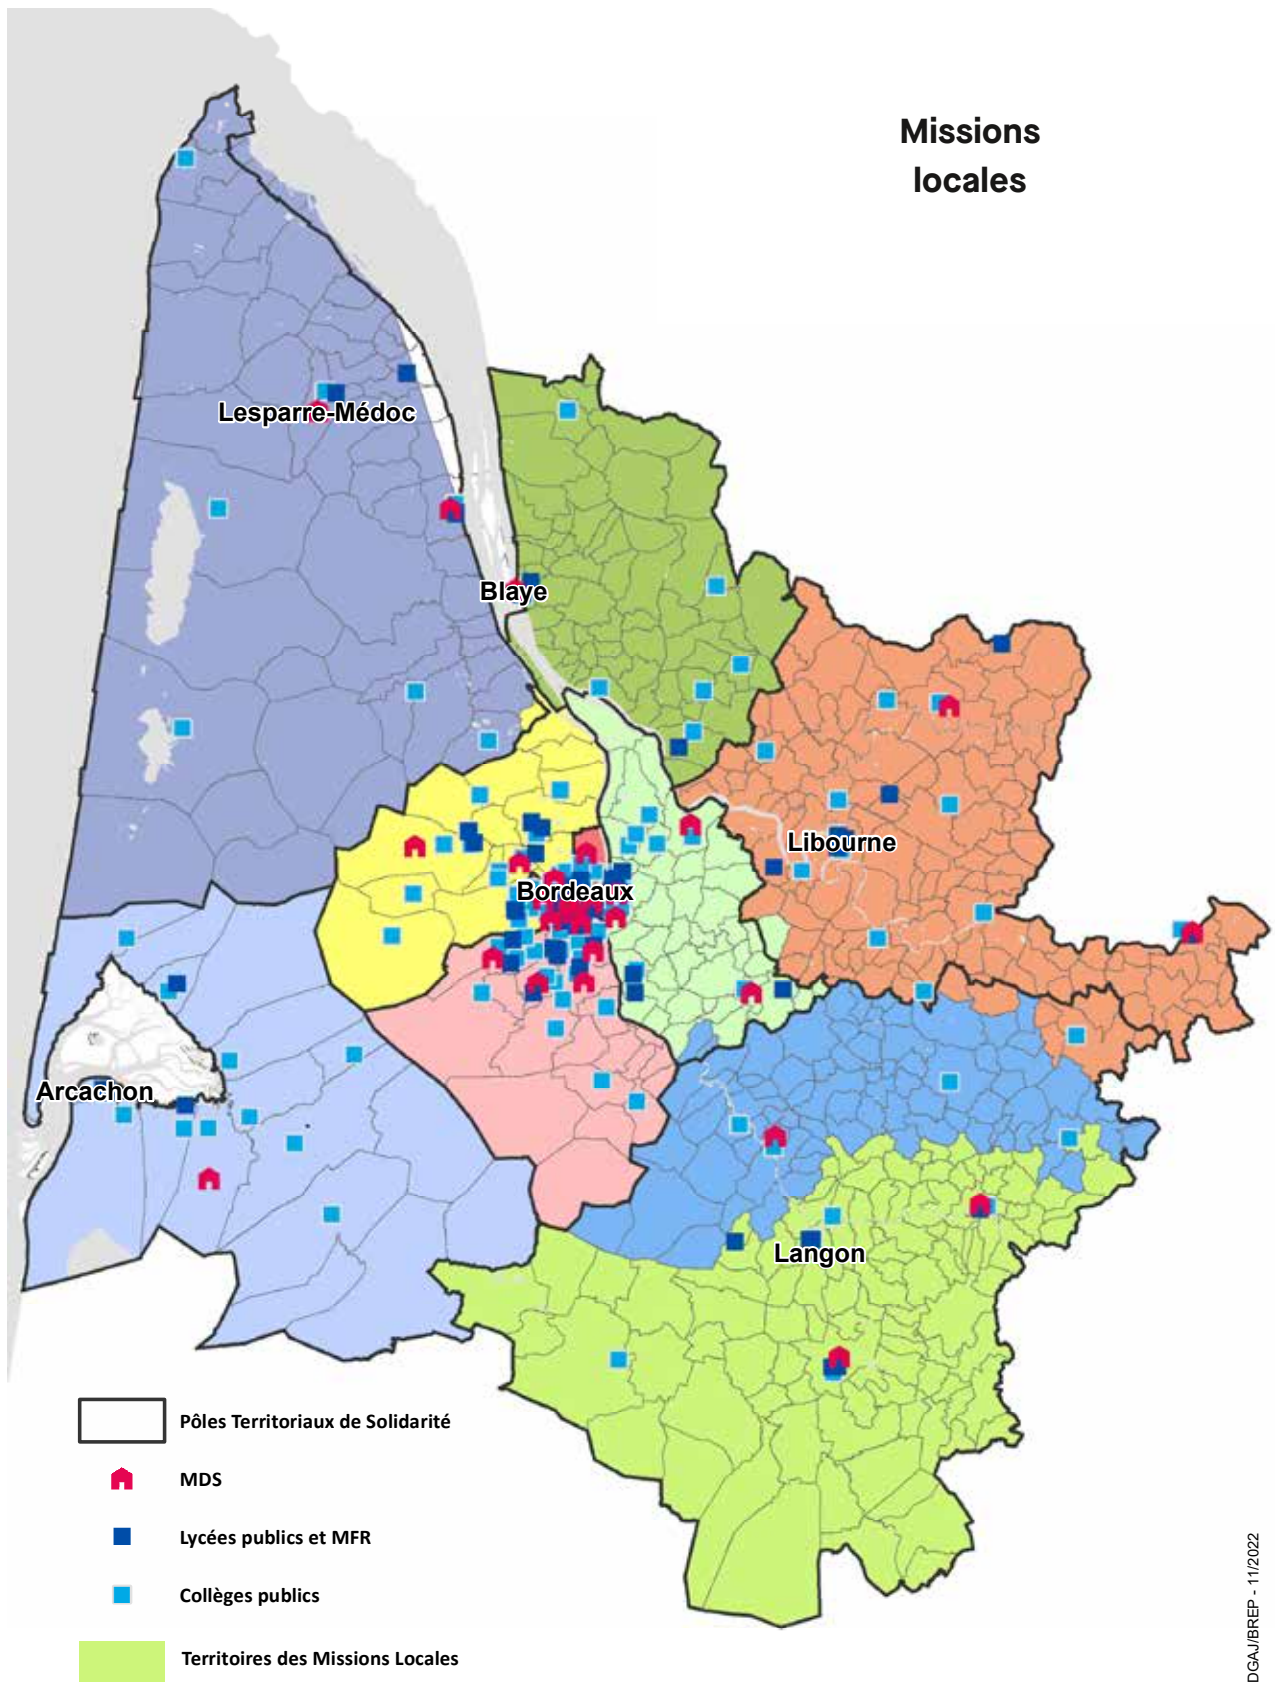 Missions
locales
Lesparre-Médoc
Blaye
Libourne
Bordeaux
Arcachon
Langon
Pôles Territoriaux de Solidarité
MDS
Lycées publics et MFR
Collèges publics
Territoires des Missions Locales
DGAJ/BREP - 11/2022